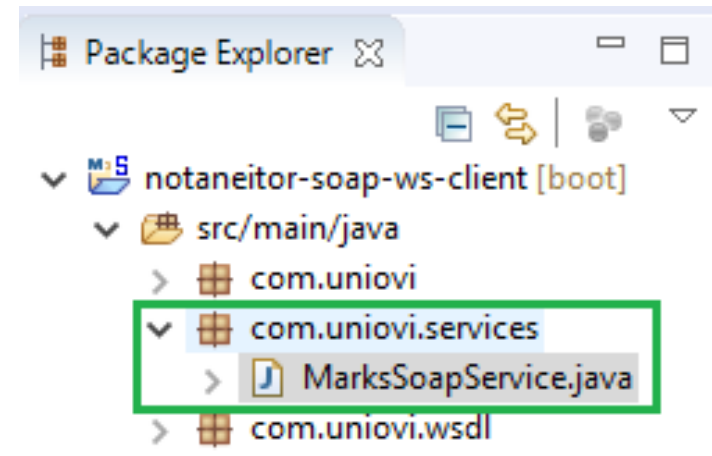 Package Explorer
notaneitor-soap-ws-client [boot]
src/main/java
com.uniovi
com.uniovi.services
MarksSoapService.java
com.uniovi.wsdl